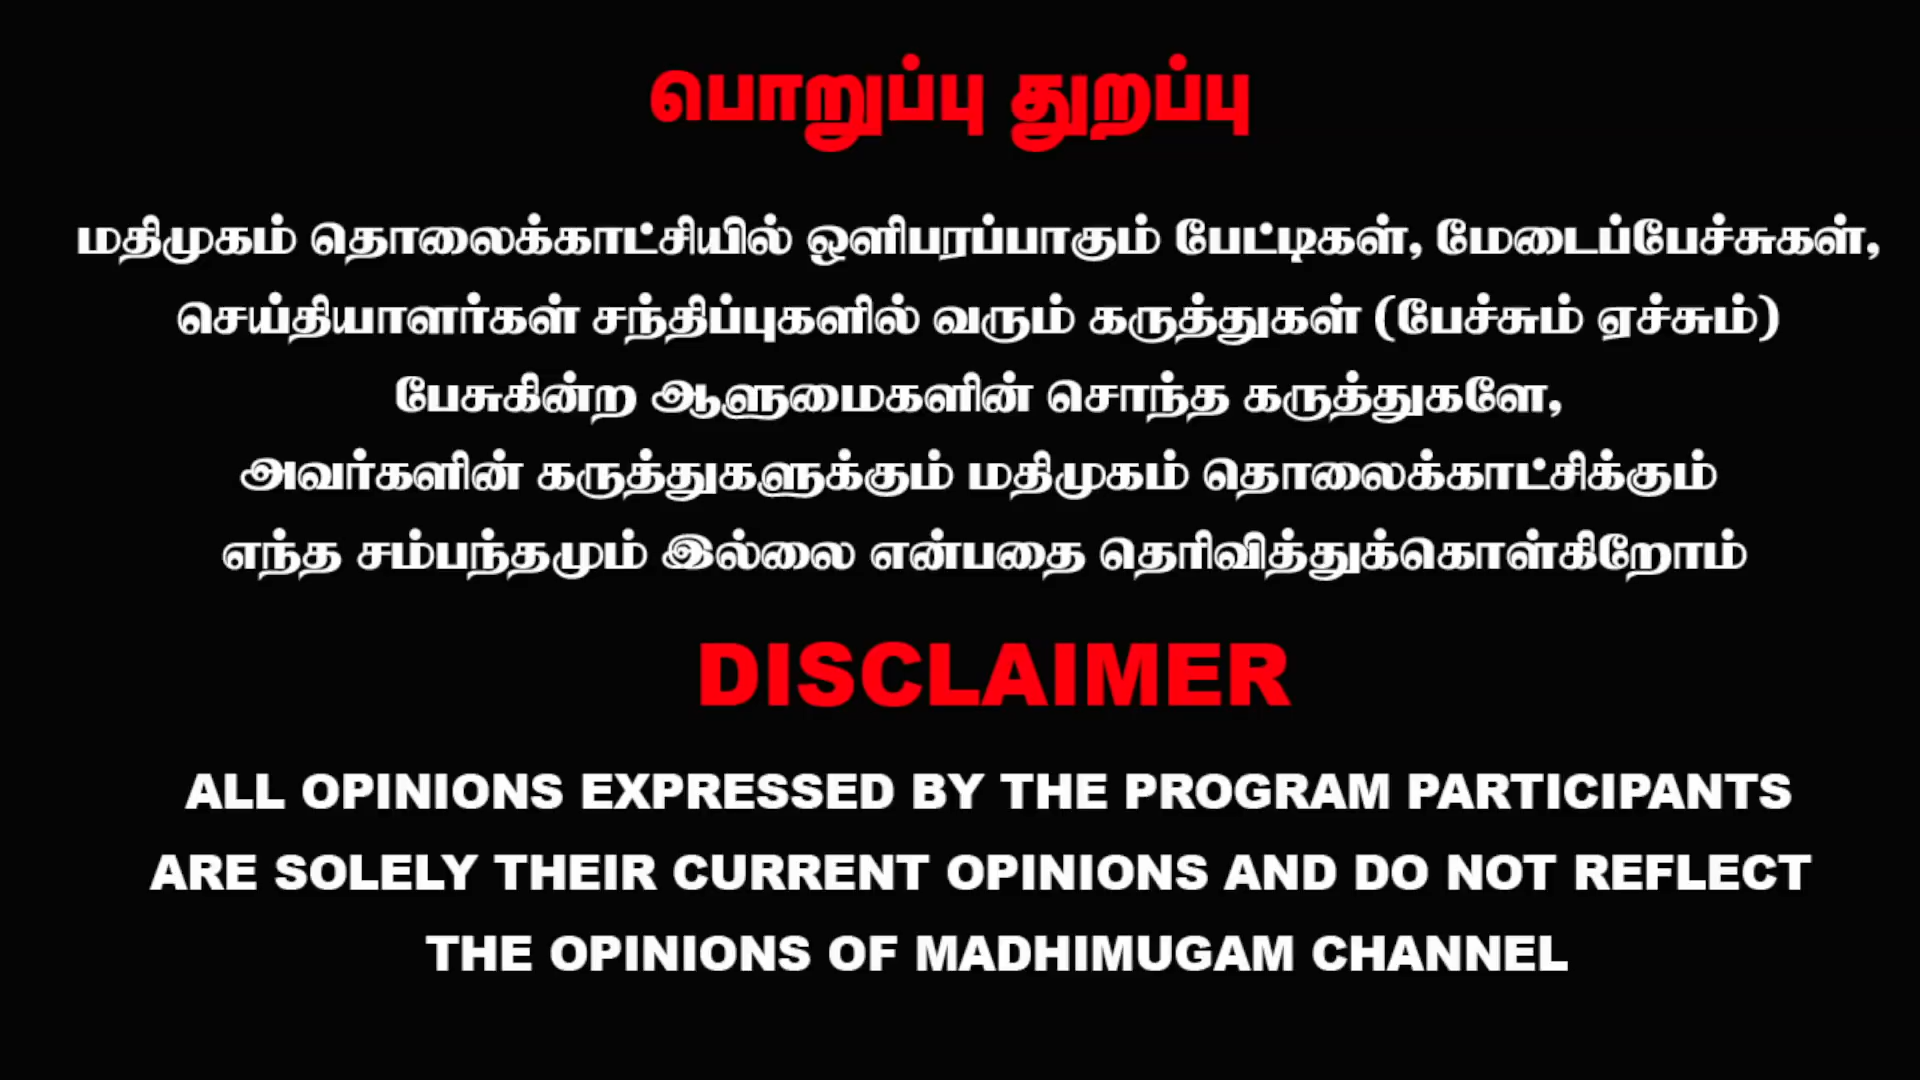 பொறுப்பு துறப்பு
மதிமுகம் தொலைக்காட்சியில் ஒளிபரப்பாகும் பேட்டிகள், மேடைப்பேச்சுகள்,
செய்தியாளர்கள் சந்திப்புகளில் வரும் கருத்துகள் (பேச்சும் ஏச்சும்)
பேசுகின்ற ஆளுமைகளின் சொந்த கருத்துகளே,
அவர்களின் கருத்துகளுக்கும் மதிமுகம் தொலைக்காட்சிக்கும்
எந்த சம்பந்தமும் இல்லை என்பதை தெரிவித்துக்கொள்கிறோம்
DISCLAIMER
ALL OPINIONS EXPRESSED BY THE PROGRAM PARTICIPANTS
ARE SOLELY THEIR CURRENT OPINIONS AND DO NOT REFLECT
THE OPINIONS OF MADHIMUGAM CHANNEL